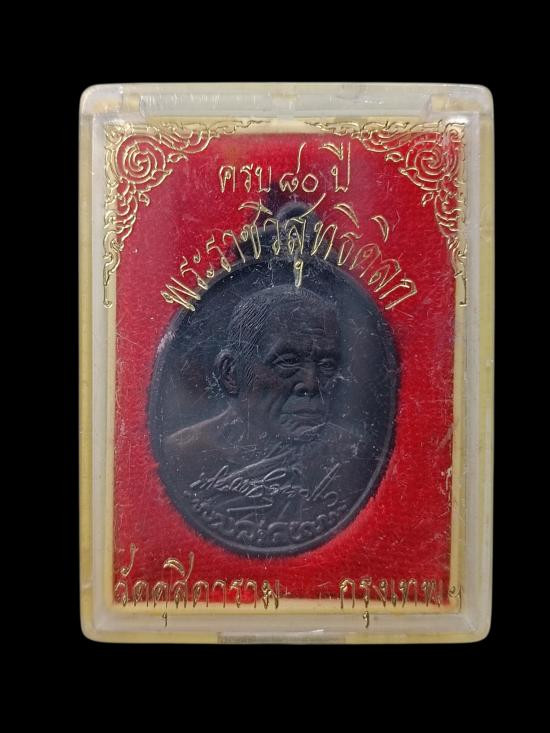 ครบ ๘๐ ปี
พระราชวิสุทธิดิลก
วัดดุสิดาราม กรุงเทพฯ